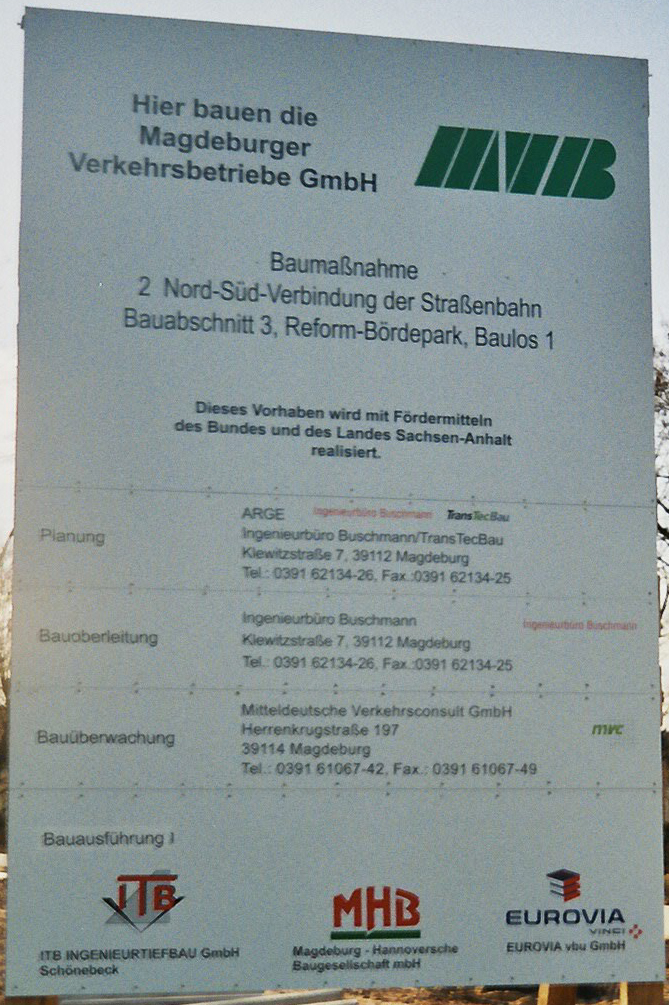 Hier bauen die
Magdeburger
Verkehrsbetriebe GmbH
MVB
Baumaßnahme
2 Nord-Süd-Verbindung der Straßenbahn
Bauabschnitt 3, Reform-Bördepark, Baulos 1
Dieses Vorhaben wird mit Fördermitteln
des Bundes und des Landes Sachsen-Anhalt
realisiert.
Planung
ARGE Ingenieurbüro Buschmann TransTecBau
Ingenieurbüro Buschmann/TransTecBau
Klewitzstraße 7, 39112 Magdeburg
Tel.: 0391 62134-26, Fax.:0391 62134-25
Bauoberleitung
Ingenieurbüro Buschmann
Ingenieurbüro Buschmann
Klewitzstraße 7, 39112 Magdeburg
Tel.: 0391 62134-26, Fax.:0391 62134-25
Bauüberwachung
Mitteldeutsche Verkehrsconsult GmbH
Herrenkrugstraße 197
39114 Magdeburg
Tel.: 0391 61067-42, Fax.: 0391 61067-49
mvc
Bauausführung
ITB
ITB INGENIEURTIEFBAU GmbH
Schönebeck
MHB
Magdeburg - Hannoversche
Baugesellschaft mbH
EUROVIA
VINCI
EUROVIA vbu GmbH